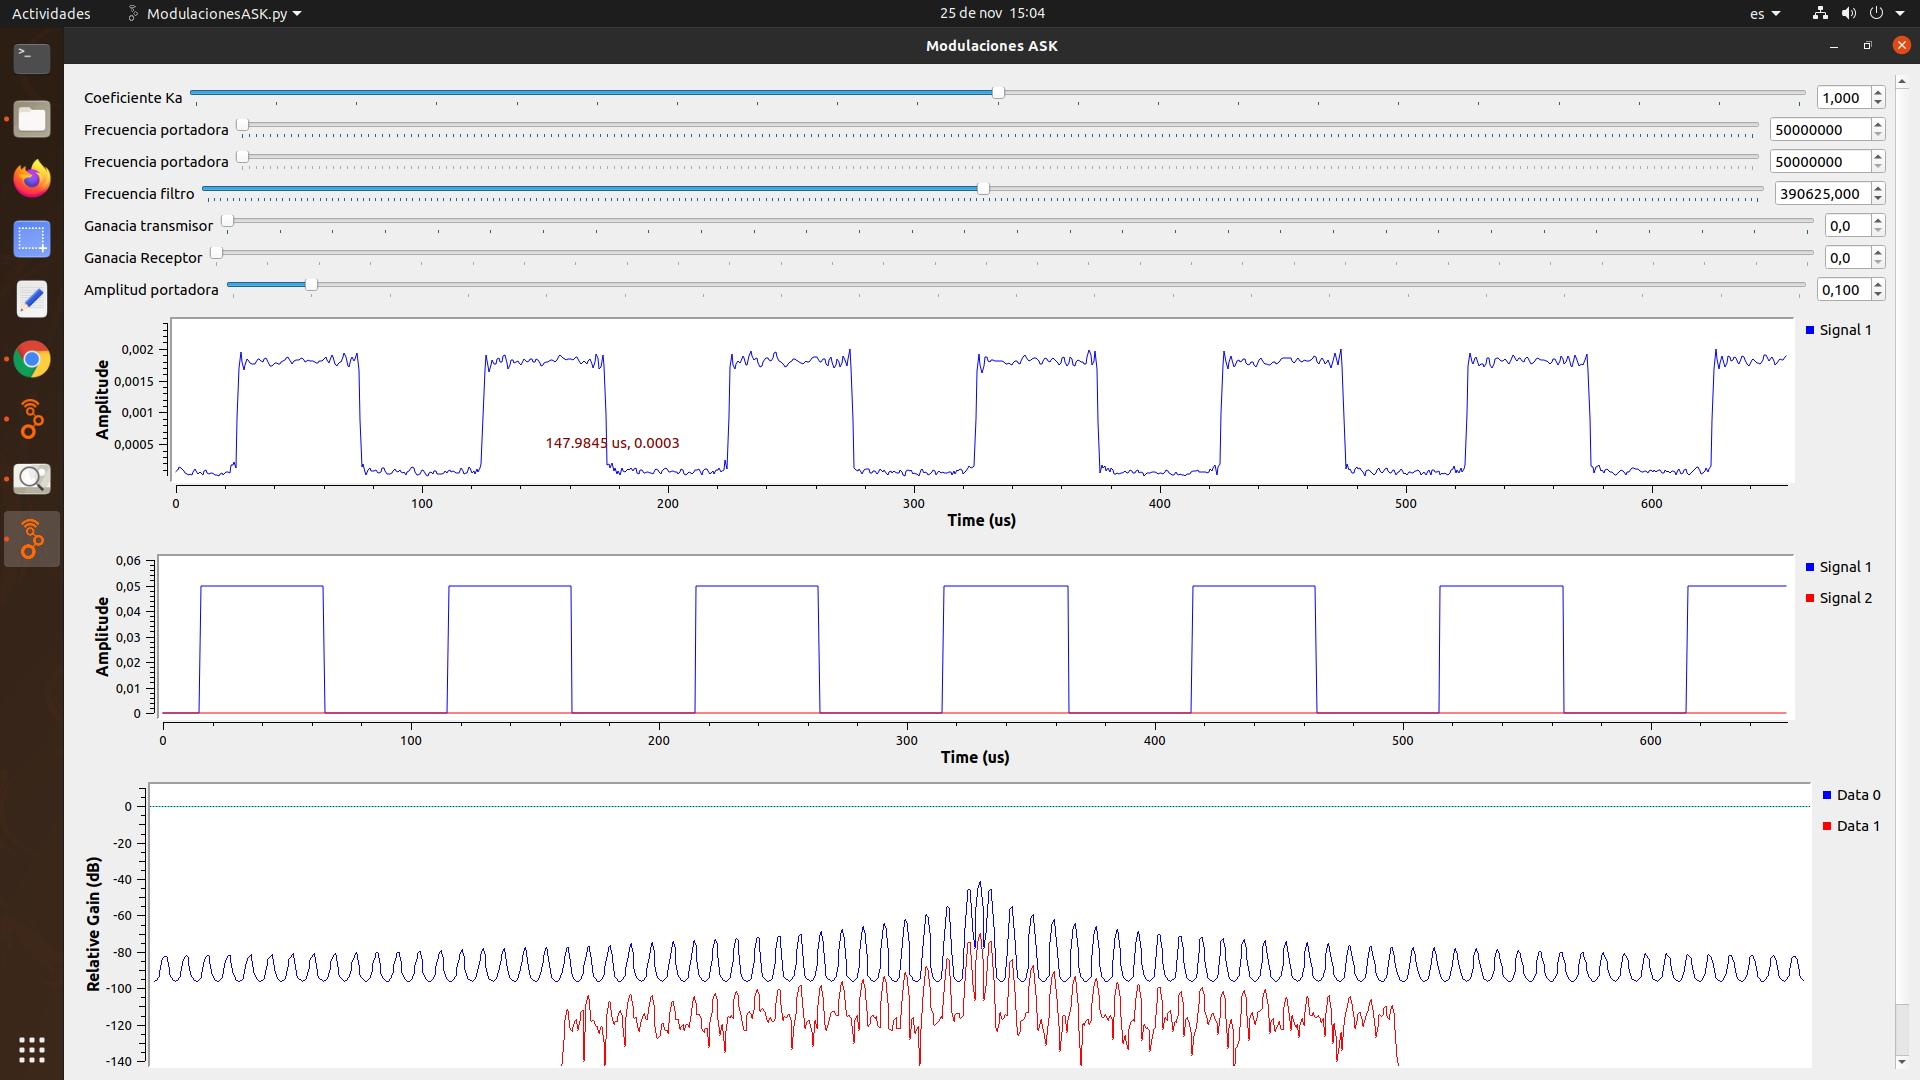 Actividades ModulacionesASK.py 25 de nov 15:04 es
Modulaciones ASK
Coeficiente Ka 1,000
Frecuencia portadora 50000000
Frecuencia portadora 50000000
Frecuencia filtro 390625,000
Ganacia transmisor 0,0
Ganacia Receptor 0,0
Amplitud portadora 0,100
Signal 1
Amplitude
0,002
0,0015
0,001
0,0005
147.9845 us, 0.0003
0 100 200 300 400 500 600
Time (us)
Signal 1
Signal 2
Amplitude
0,06
0,05
0,04
0,03
0,02
0,01
0
0 100 200 300 400 500 600
Time (us)
Data 0
Data 1
Relative Gain (dB)
0
-20
-40
-60
-80
-100
-120
-140